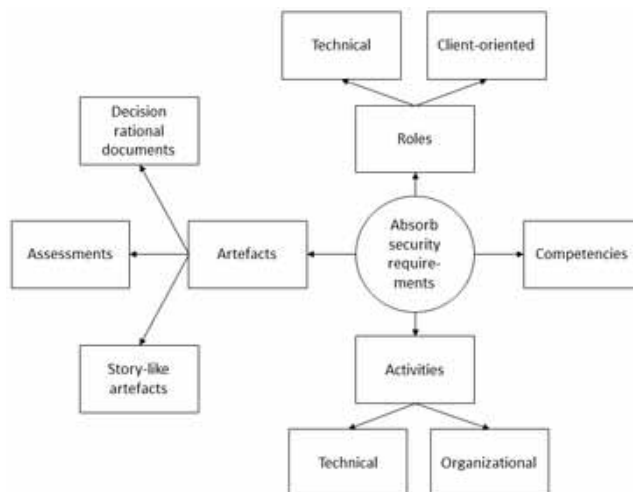 Technical
Client-oriented
Decision
rational
documents
Roles
Absorb
security
require-
ments
Assessments
Artefacts
Competencies
Story-like
artefacts
Activities
Technical
Organizational